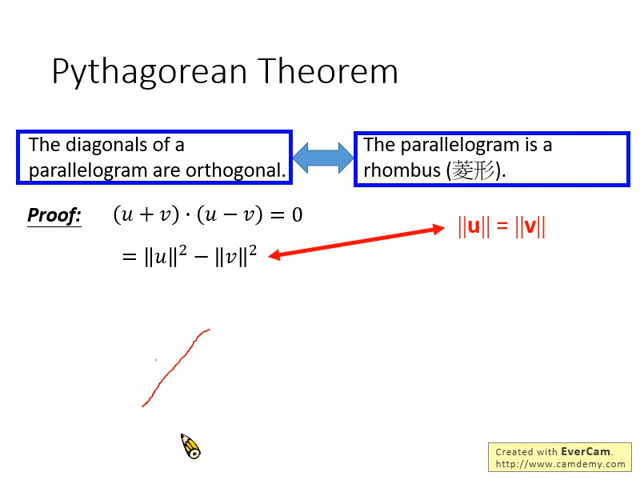 Pythagorean Theorem
The diagonals of a
parallelogram are orthogonal.
The parallelogram is a
rhombus (菱形).
Proof: (u + v) · (u − v) = 0
= ‖u‖² − ‖v‖²
||u|| = ||v||
Created with EverCam.
http://www.camdemy.com